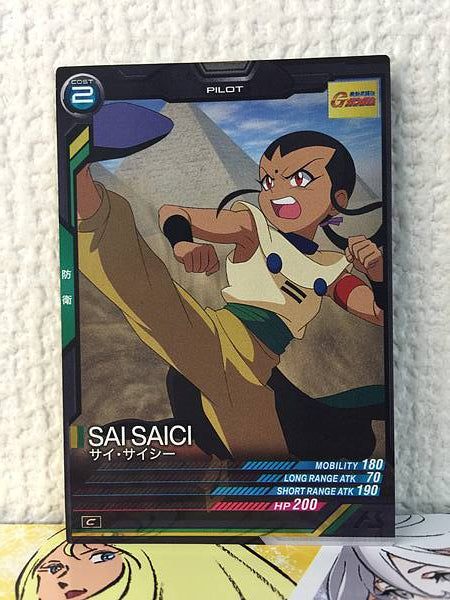 COST
2
PILOT
防衛
SAI SAICI
サイ・サイシー
MOBILITY 180
LONG RANGE ATK 70
SHORT RANGE ATK 190
HP 200
C